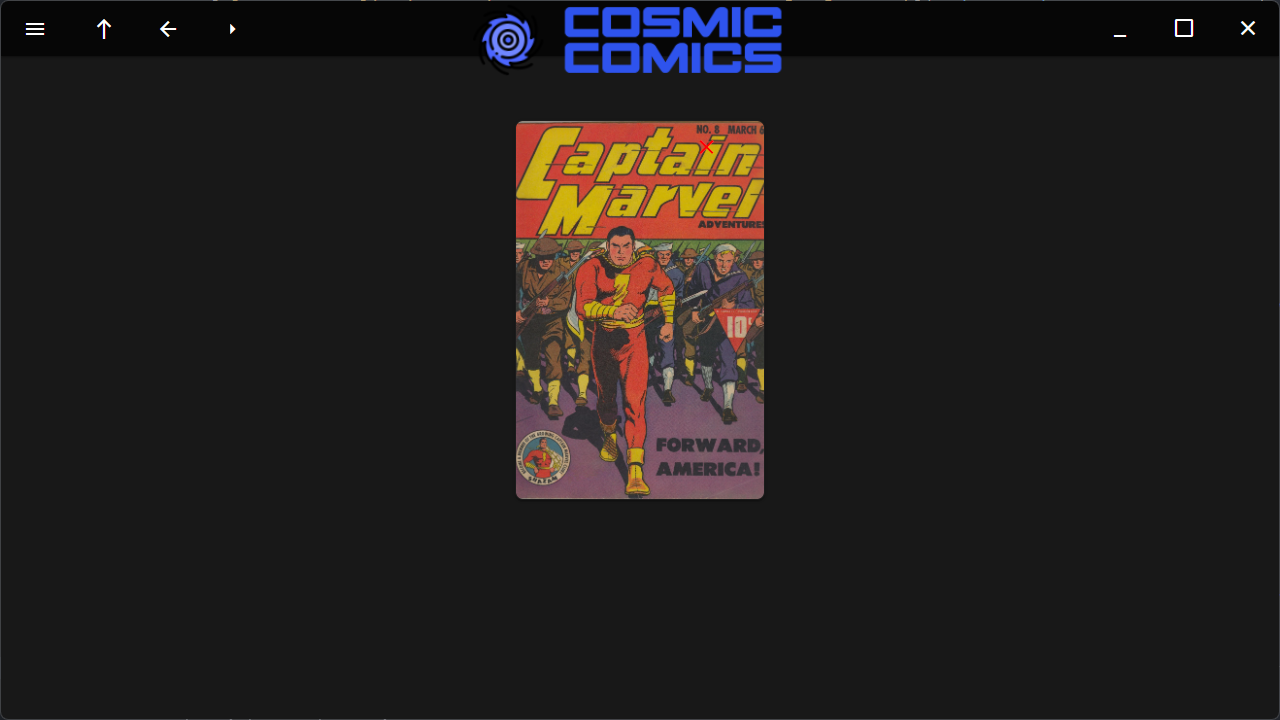 COSMIC
COMICS
NO. 8 MARCH 6
Captain
Marvel
ADVENTURES
10¢
FORWARD,
AMERICA!